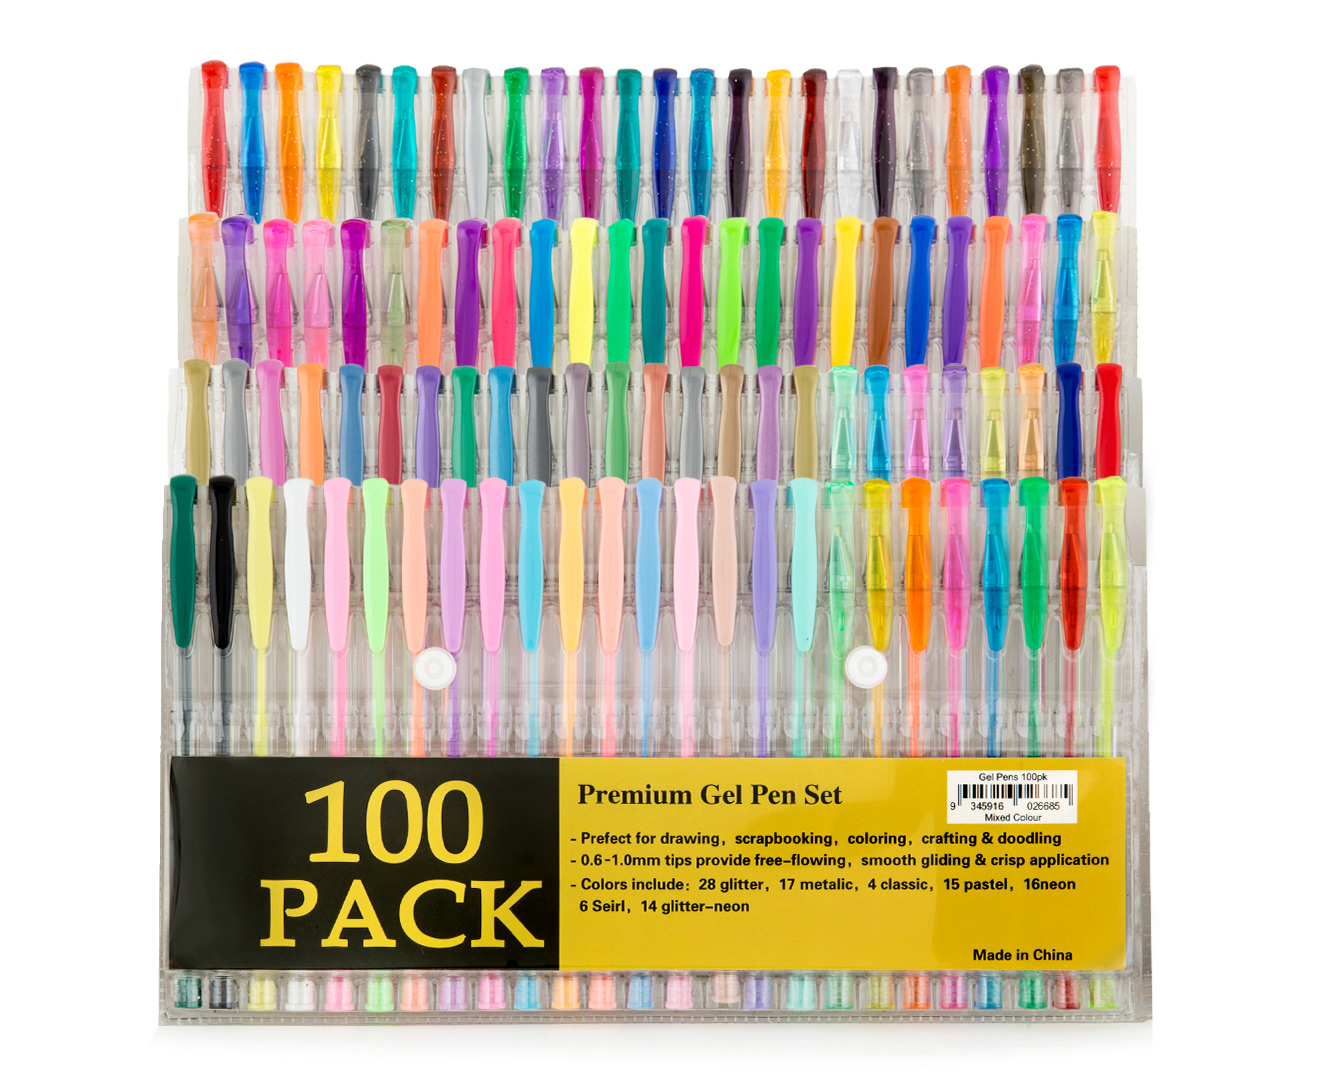 100
PACK
Premium Gel Pen Set
- Prefect for drawing, scrapbooking, coloring, crafting & doodling
- 0.6-1.0mm tips provide free-flowing, smooth gliding & crisp application
- Colors include: 28 glitter, 17 metalic, 4 classic, 15 pastel, 16neon
6 Seirl, 14 glitter-neon
Gel Pens 100pk
9 345916 026685
Mixed Colour
Made in China